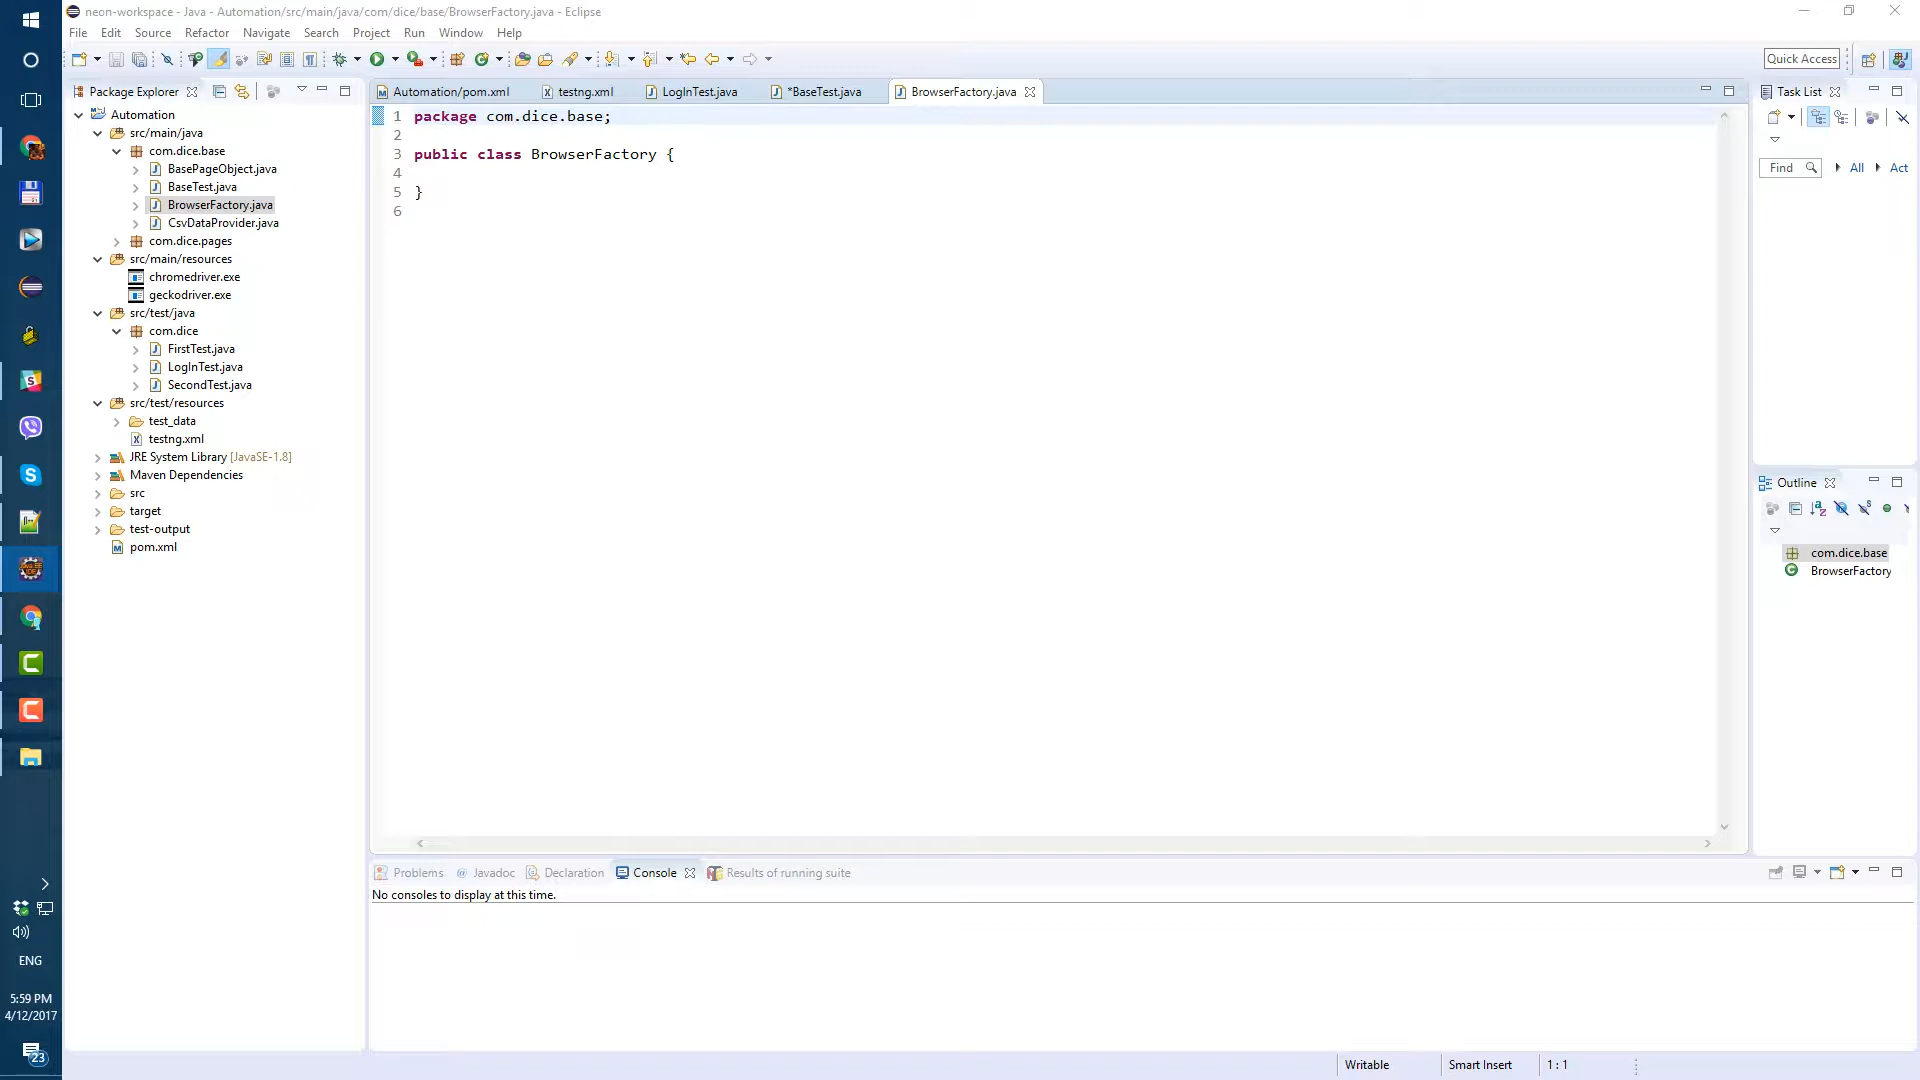 neon-workspace - Java - Automation/src/main/java/com/dice/base/BrowserFactory.java - Eclipse
File Edit Source Refactor Navigate Search Project Run Window Help
Quick Access
Package Explorer
Automation/pom.xml testng.xml LogInTest.java *BaseTest.java BrowserFactory.java
Task List
Automation
src/main/java
com.dice.base
BasePageObject.java
BaseTest.java
BrowserFactory.java
CsvDataProvider.java
com.dice.pages
src/main/resources
chromedriver.exe
geckodriver.exe
src/test/java
com.dice
FirstTest.java
LogInTest.java
SecondTest.java
src/test/resources
test_data
testng.xml
JRE System Library [JavaSE-1.8]
Maven Dependencies
src
target
test-output
pom.xml
1 package com.dice.base;
2
3 public class BrowserFactory {
4
5 }
6
Find All Act
Outline
com.dice.base
BrowserFactory
Problems Javadoc Declaration Console Results of running suite
No consoles to display at this time.
ENG
5:59 PM
4/12/2017
23
Writable Smart Insert 1 : 1